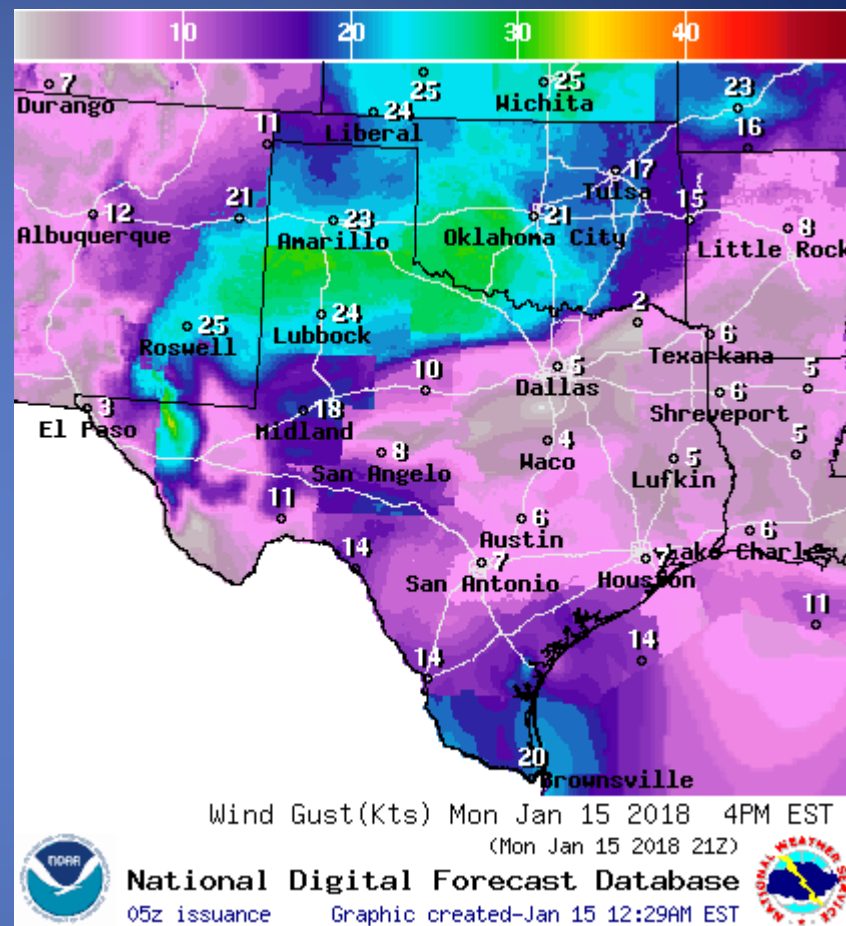 10 20 30 40
7 Durango
25
25 Wichita
24 Liberal
23
11
16
17 Tulsa
12 Albuquerque
21
23 Amarillo
21 Oklahoma City
15
8 Little Rock
25 Roswell
24 Lubbock
2
6 Texarkana
5 Dallas
10
6 Shreveport
5
3 El Paso
18 Midland
8 San Angelo
4 Waco
5 Lufkin
5
11
6 Austin
6
Lake Charles
14
7 San Antonio
7 Houston
11
14
14
20 Brownsville
Wind Gust(Kts) Mon Jan 15 2018 4PM EST
(Mon Jan 15 2018 21Z)
NOAA
National Digital Forecast Database
05z issuance Graphic created-Jan 15 12:29AM EST
NATIONAL WEATHER SERVICE